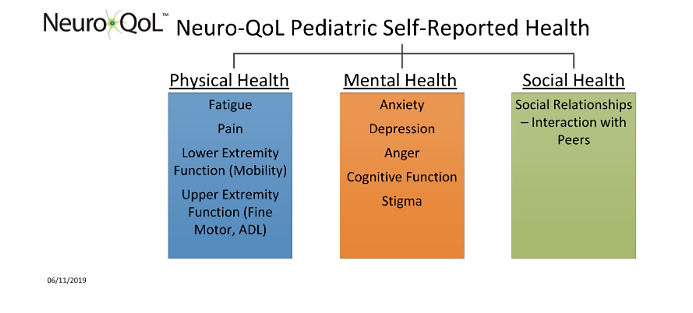 NeuroQoL™
Neuro-QoL Pediatric Self-Reported Health
Physical Health
Fatigue
Pain
Lower Extremity
Function (Mobility)
Upper Extremity
Function (Fine
Motor, ADL)
Mental Health
Anxiety
Depression
Anger
Cognitive Function
Stigma
Social Health
Social Relationships
– Interaction with
Peers
06/11/2019